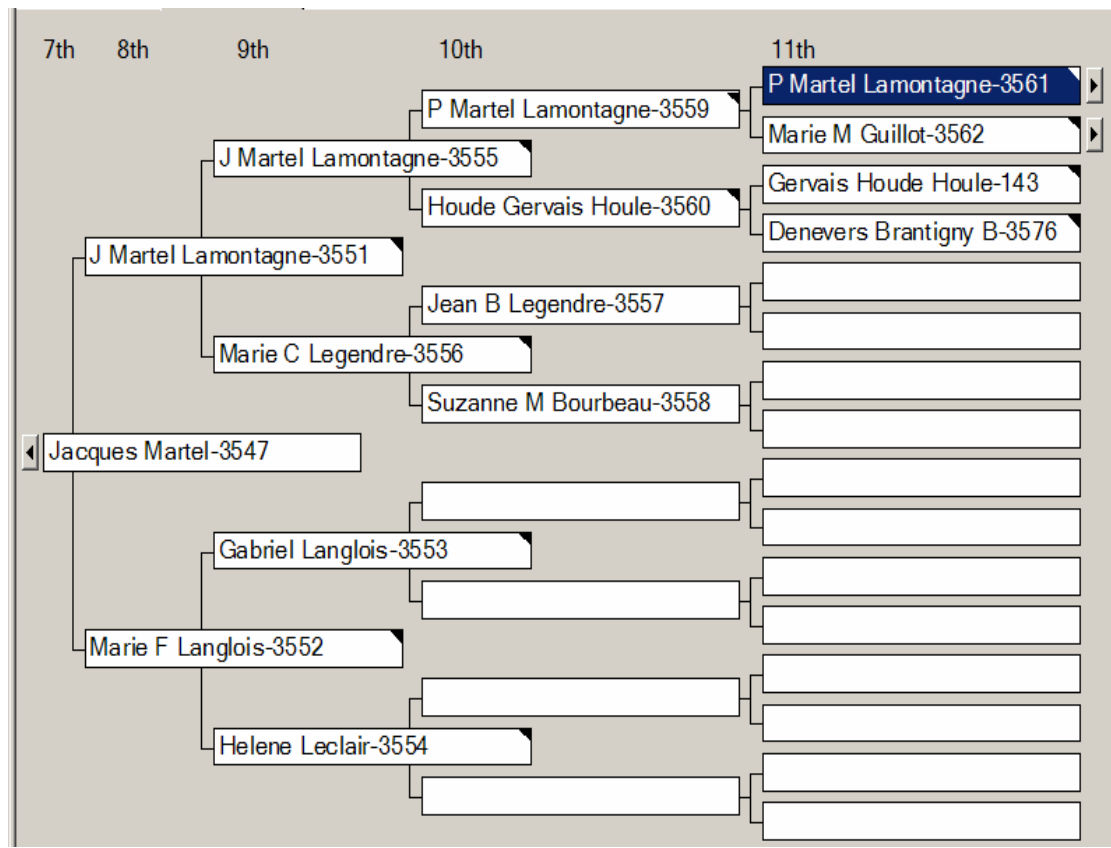 7th 8th 9th 10th 11th
P Martel Lamontagne-3561
P Martel Lamontagne-3559
Marie M Guillot-3562
J Martel Lamontagne-3555
Gervais Houde Houle-143
Houde Gervais Houle-3560
Denevers Brantigny B-3576
J Martel Lamontagne-3551
Jean B Legendre-3557
Marie C Legendre-3556
Suzanne M Bourbeau-3558
Jacques Martel-3547
Gabriel Langlois-3553
Marie F Langlois-3552
Helene Leclair-3554